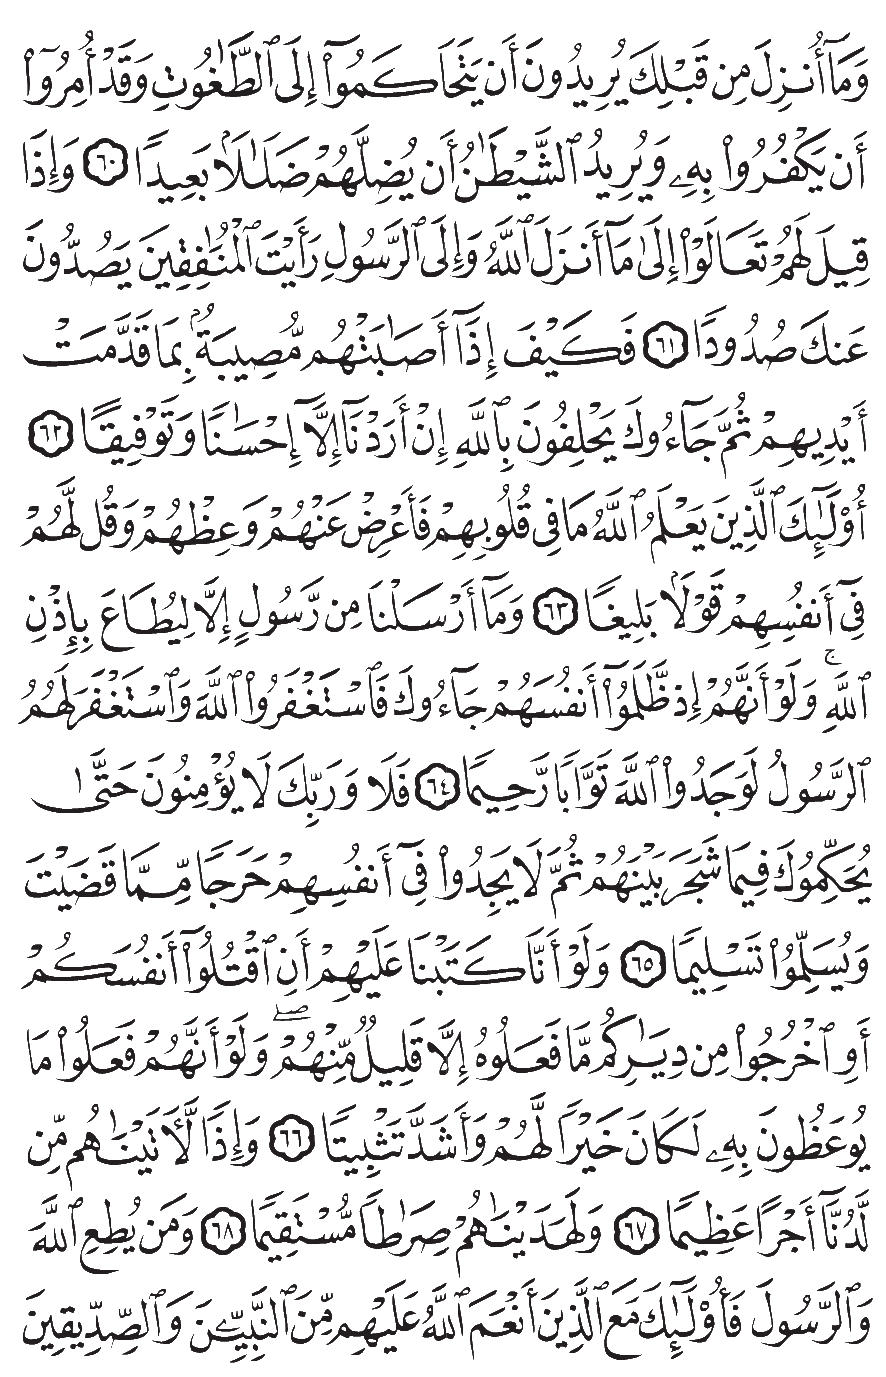 وَمَآ أُنزِلَ مِن قَبْلِكَ يُرِيدُونَ أَن يَتَحَاكَمُوٓا۟ إِلَى ٱلطَّٰغُوتِ وَقَدْ أُمِرُوٓا۟
أَن يَكْفُرُوا۟ بِهِۦ وَيُرِيدُ ٱلشَّيْطَٰنُ أَن يُضِلَّهُمْ ضَلَٰلًۢا بَعِيدًا ٦٠ وَإِذَا
قِيلَ لَهُمْ تَعَالَوْا۟ إِلَىٰ مَآ أَنزَلَ ٱللَّهُ وَإِلَى ٱلرَّسُولِ رَأَيْتَ ٱلْمُنَٰفِقِينَ يَصُدُّونَ
عَنكَ صُدُودًا ٦١ فَكَيْفَ إِذَآ أَصَٰبَتْهُم مُّصِيبَةٌۢ بِمَا قَدَّمَتْ
أَيْدِيهِمْ ثُمَّ جَآءُوكَ يَحْلِفُونَ بِٱللَّهِ إِنْ أَرَدْنَآ إِلَّآ إِحْسَٰنًا وَتَوْفِيقًا ٦٢
أُو۟لَٰٓئِكَ ٱلَّذِينَ يَعْلَمُ ٱللَّهُ مَا فِى قُلُوبِهِمْ فَأَعْرِضْ عَنْهُمْ وَعِظْهُمْ وَقُل لَّهُمْ
فِىٓ أَنفُسِهِمْ قَوْلًۢا بَلِيغًا ٦٣ وَمَآ أَرْسَلْنَا مِن رَّسُولٍ إِلَّا لِيُطَاعَ بِإِذْنِ
ٱللَّهِ ۚ وَلَوْ أَنَّهُمْ إِذ ظَّلَمُوٓا۟ أَنفُسَهُمْ جَآءُوكَ فَٱسْتَغْفَرُوا۟ ٱللَّهَ وَٱسْتَغْفَرَ لَهُمُ
ٱلرَّسُولُ لَوَجَدُوا۟ ٱللَّهَ تَوَّابًا رَّحِيمًا ٦٤ فَلَا وَرَبِّكَ لَا يُؤْمِنُونَ حَتَّىٰ
يُحَكِّمُوكَ فِيمَا شَجَرَ بَيْنَهُمْ ثُمَّ لَا يَجِدُوا۟ فِىٓ أَنفُسِهِمْ حَرَجًا مِّمَّا قَضَيْتَ
وَيُسَلِّمُوا۟ تَسْلِيمًا ٦٥ وَلَوْ أَنَّا كَتَبْنَا عَلَيْهِمْ أَنِ ٱقْتُلُوٓا۟ أَنفُسَكُمْ
أَوِ ٱخْرُجُوا۟ مِن دِيَٰرِكُم مَّا فَعَلُوهُ إِلَّا قَلِيلٌ مِّنْهُمْ ۖ وَلَوْ أَنَّهُمْ فَعَلُوا۟ مَا
يُوعَظُونَ بِهِۦ لَكَانَ خَيْرًا لَّهُمْ وَأَشَدَّ تَثْبِيتًا ٦٦ وَإِذًا لَّءَاتَيْنَٰهُم مِّن
لَّدُنَّآ أَجْرًا عَظِيمًا ٦٧ وَلَهَدَيْنَٰهُمْ صِرَٰطًا مُّسْتَقِيمًا ٦٨ وَمَن يُطِعِ ٱللَّهَ
وَٱلرَّسُولَ فَأُو۟لَٰٓئِكَ مَعَ ٱلَّذِينَ أَنْعَمَ ٱللَّهُ عَلَيْهِم مِّنَ ٱلنَّبِيِّۦنَ وَٱلصِّدِّيقِينَ